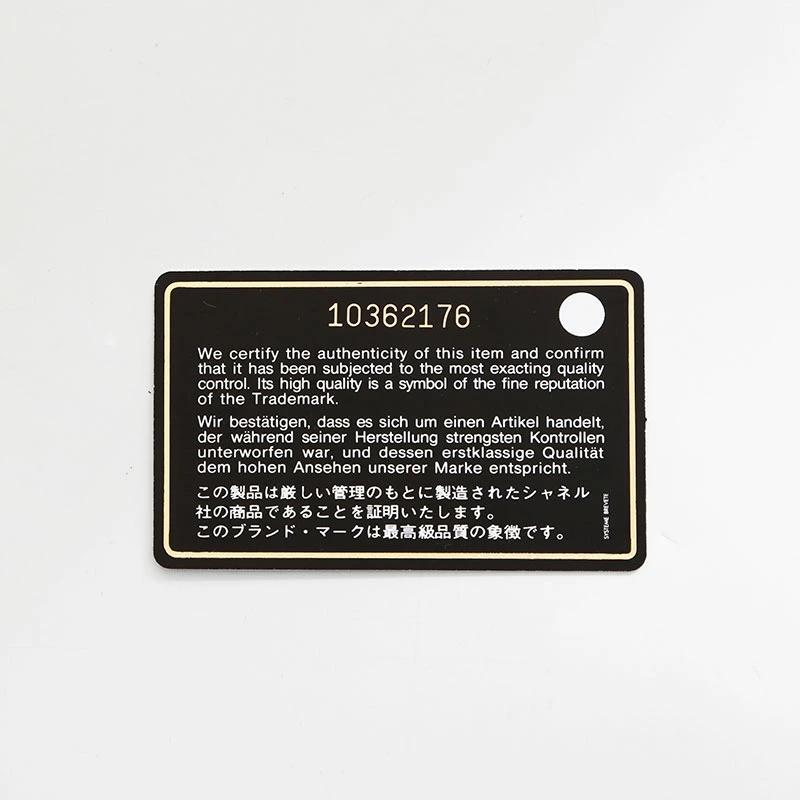 10362176
We certify the authenticity of this item and confirm
that it has been subjected to the most exacting quality
control. Its high quality is a symbol of the fine reputation
of the Trademark.
Wir bestätigen, dass es sich um einen Artikel handelt,
der während seiner Herstellung strengsten Kontrollen
unterworfen war, und dessen erstklassige Qualität
dem hohen Ansehen unserer Marke entspricht.
この製品は厳しい管理のもとに製造されたシャネル
社の商品であることを証明いたします。
このブランド・マークは最高級品質の象徴です。
SYSTEME BREVETE